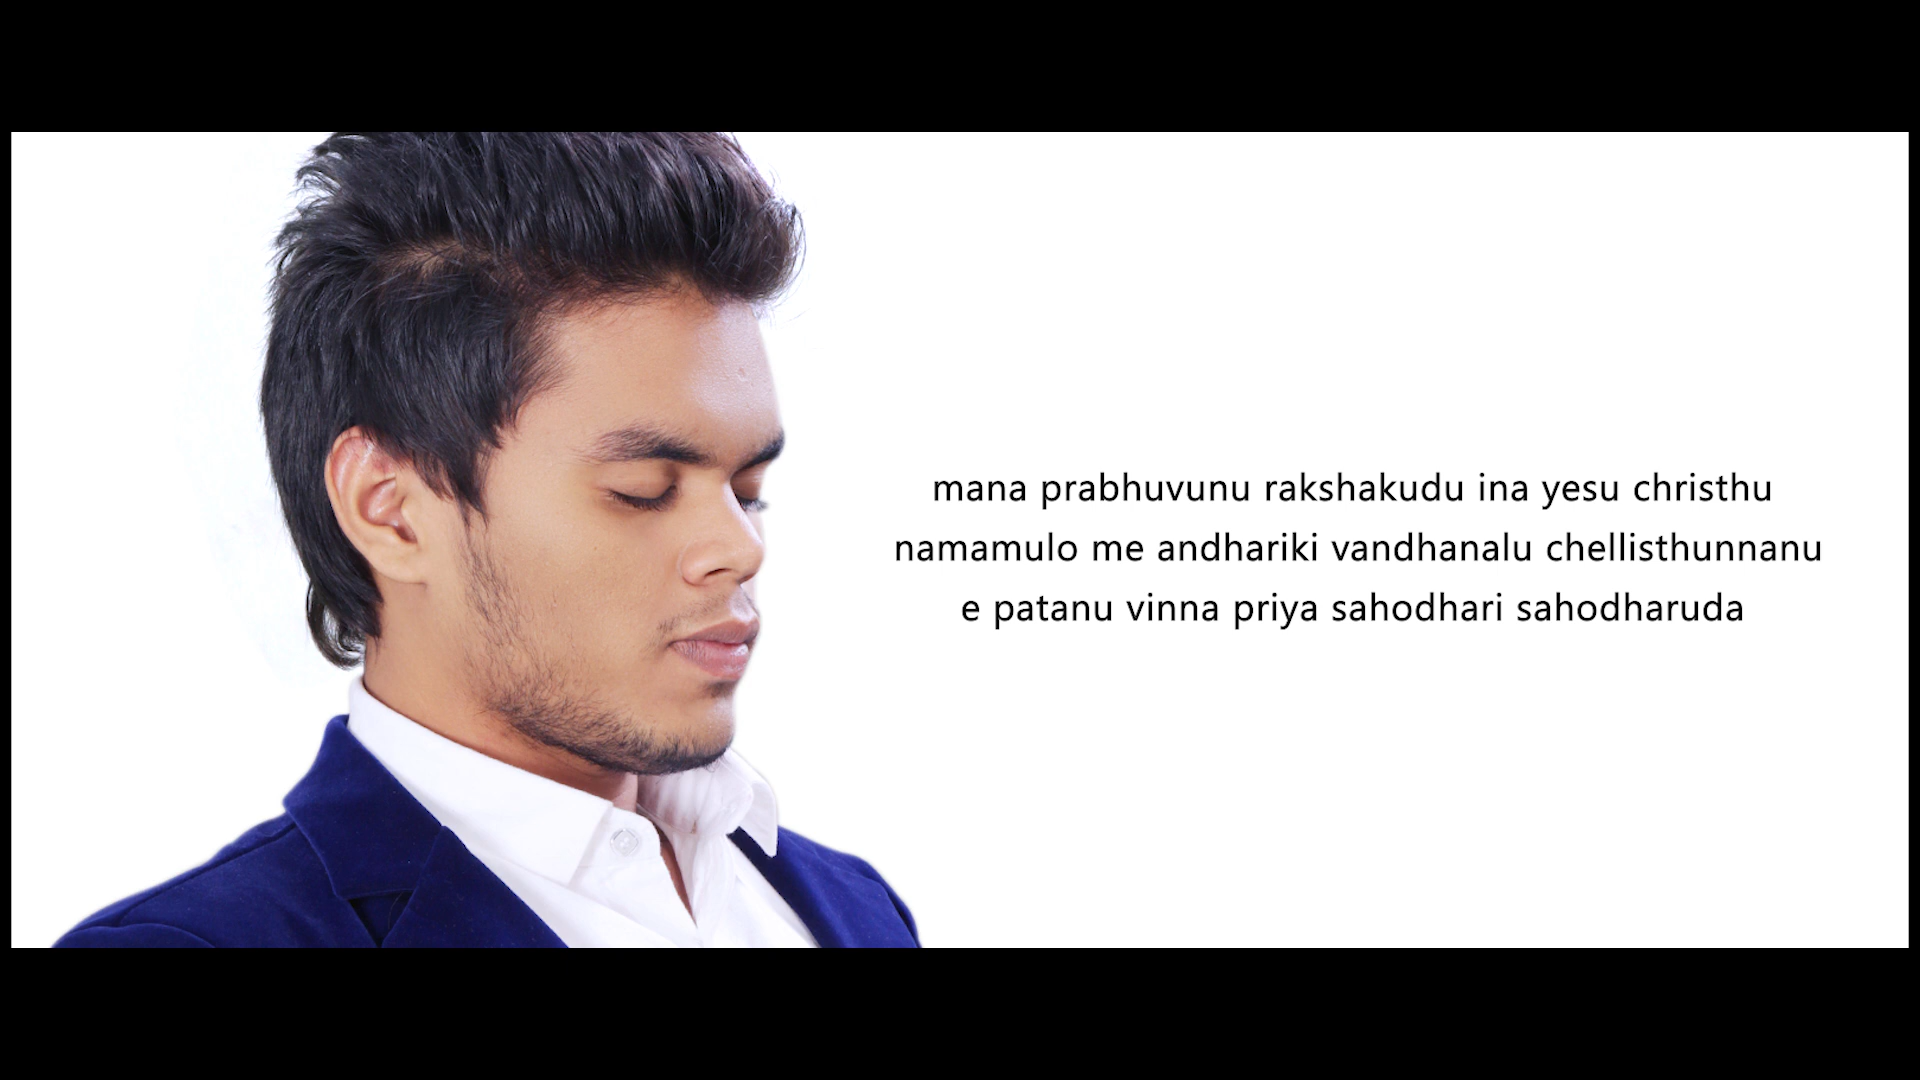 mana prabhuvunu rakshakudu ina yesu christhu
namamulo me andhariki vandhanalu chellisthunnanu
e patanu vinna priya sahodhari sahodharuda